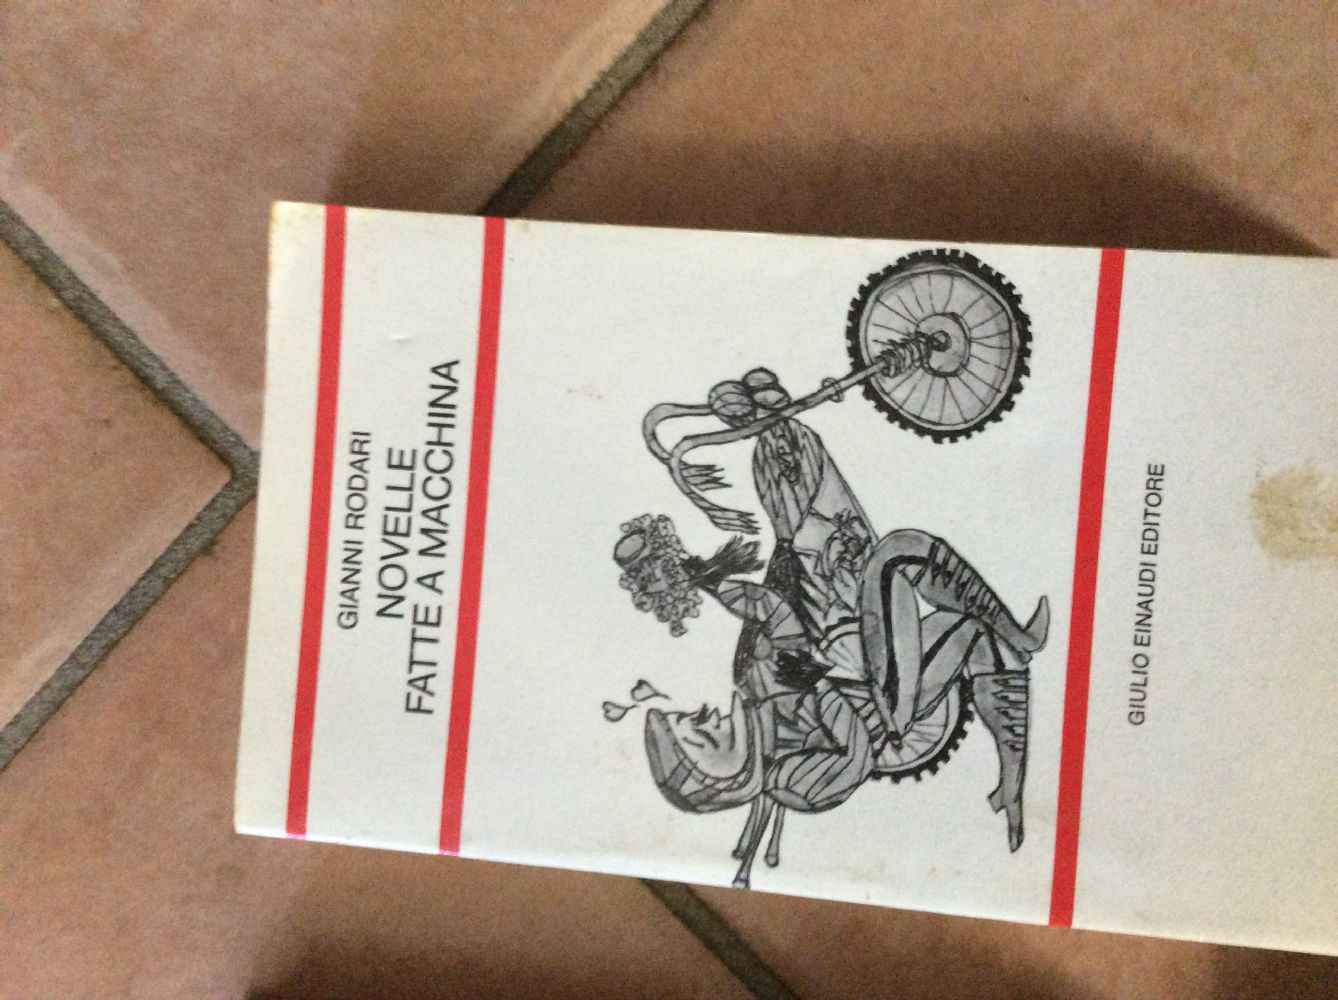 GIANNI RODARI
NOVELLE
FATTE A MACCHINA
GIULIO EINAUDI EDITORE